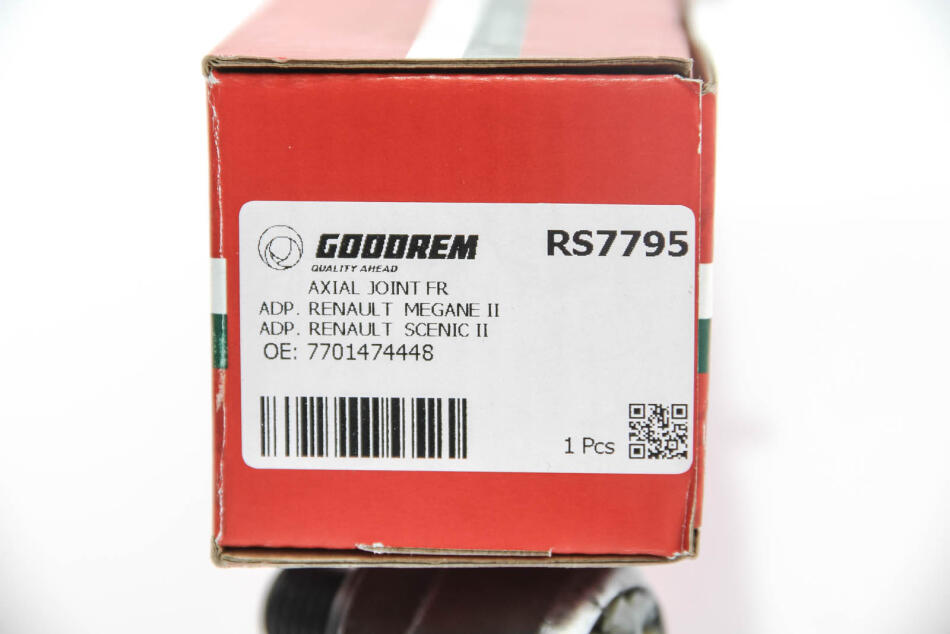 GOODREM RS7795
QUALITY AHEAD
AXIAL JOINT FR
ADP. RENAULT MEGANE II
ADP. RENAULT SCENIC II
OE: 7701474448
1 Pcs